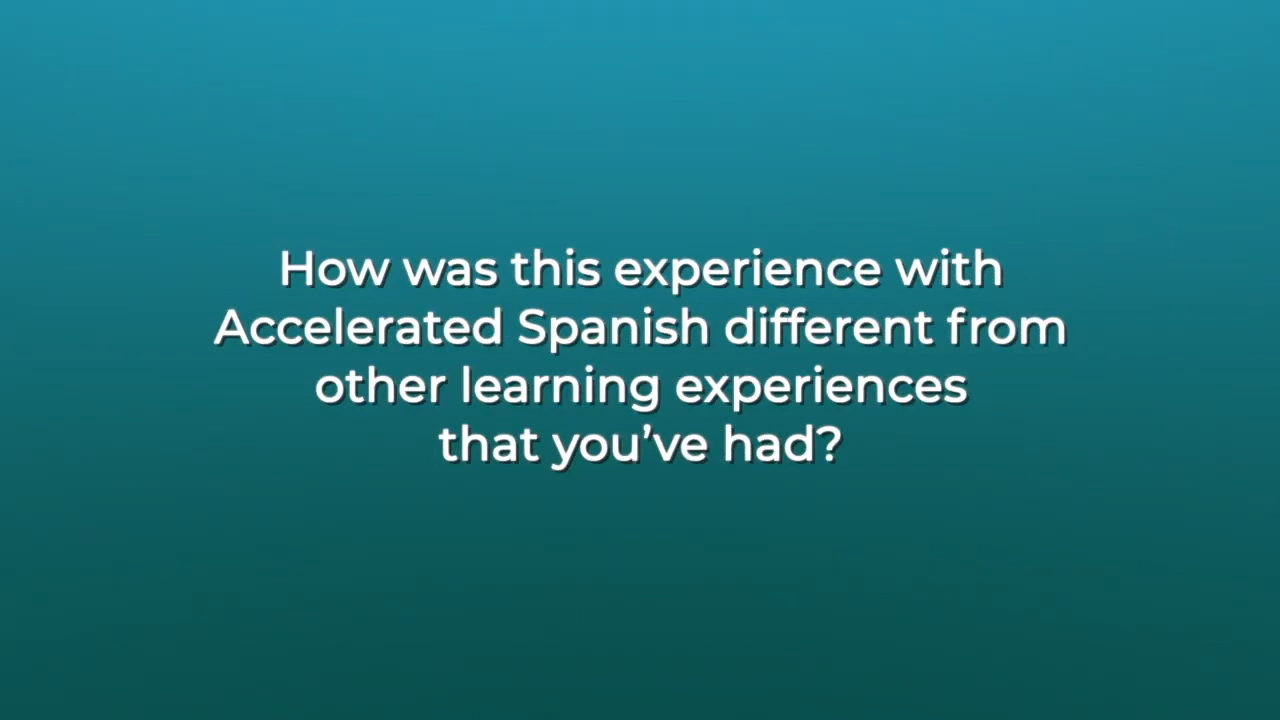 How was this experience with
Accelerated Spanish different from
other learning experiences
that you’ve had?